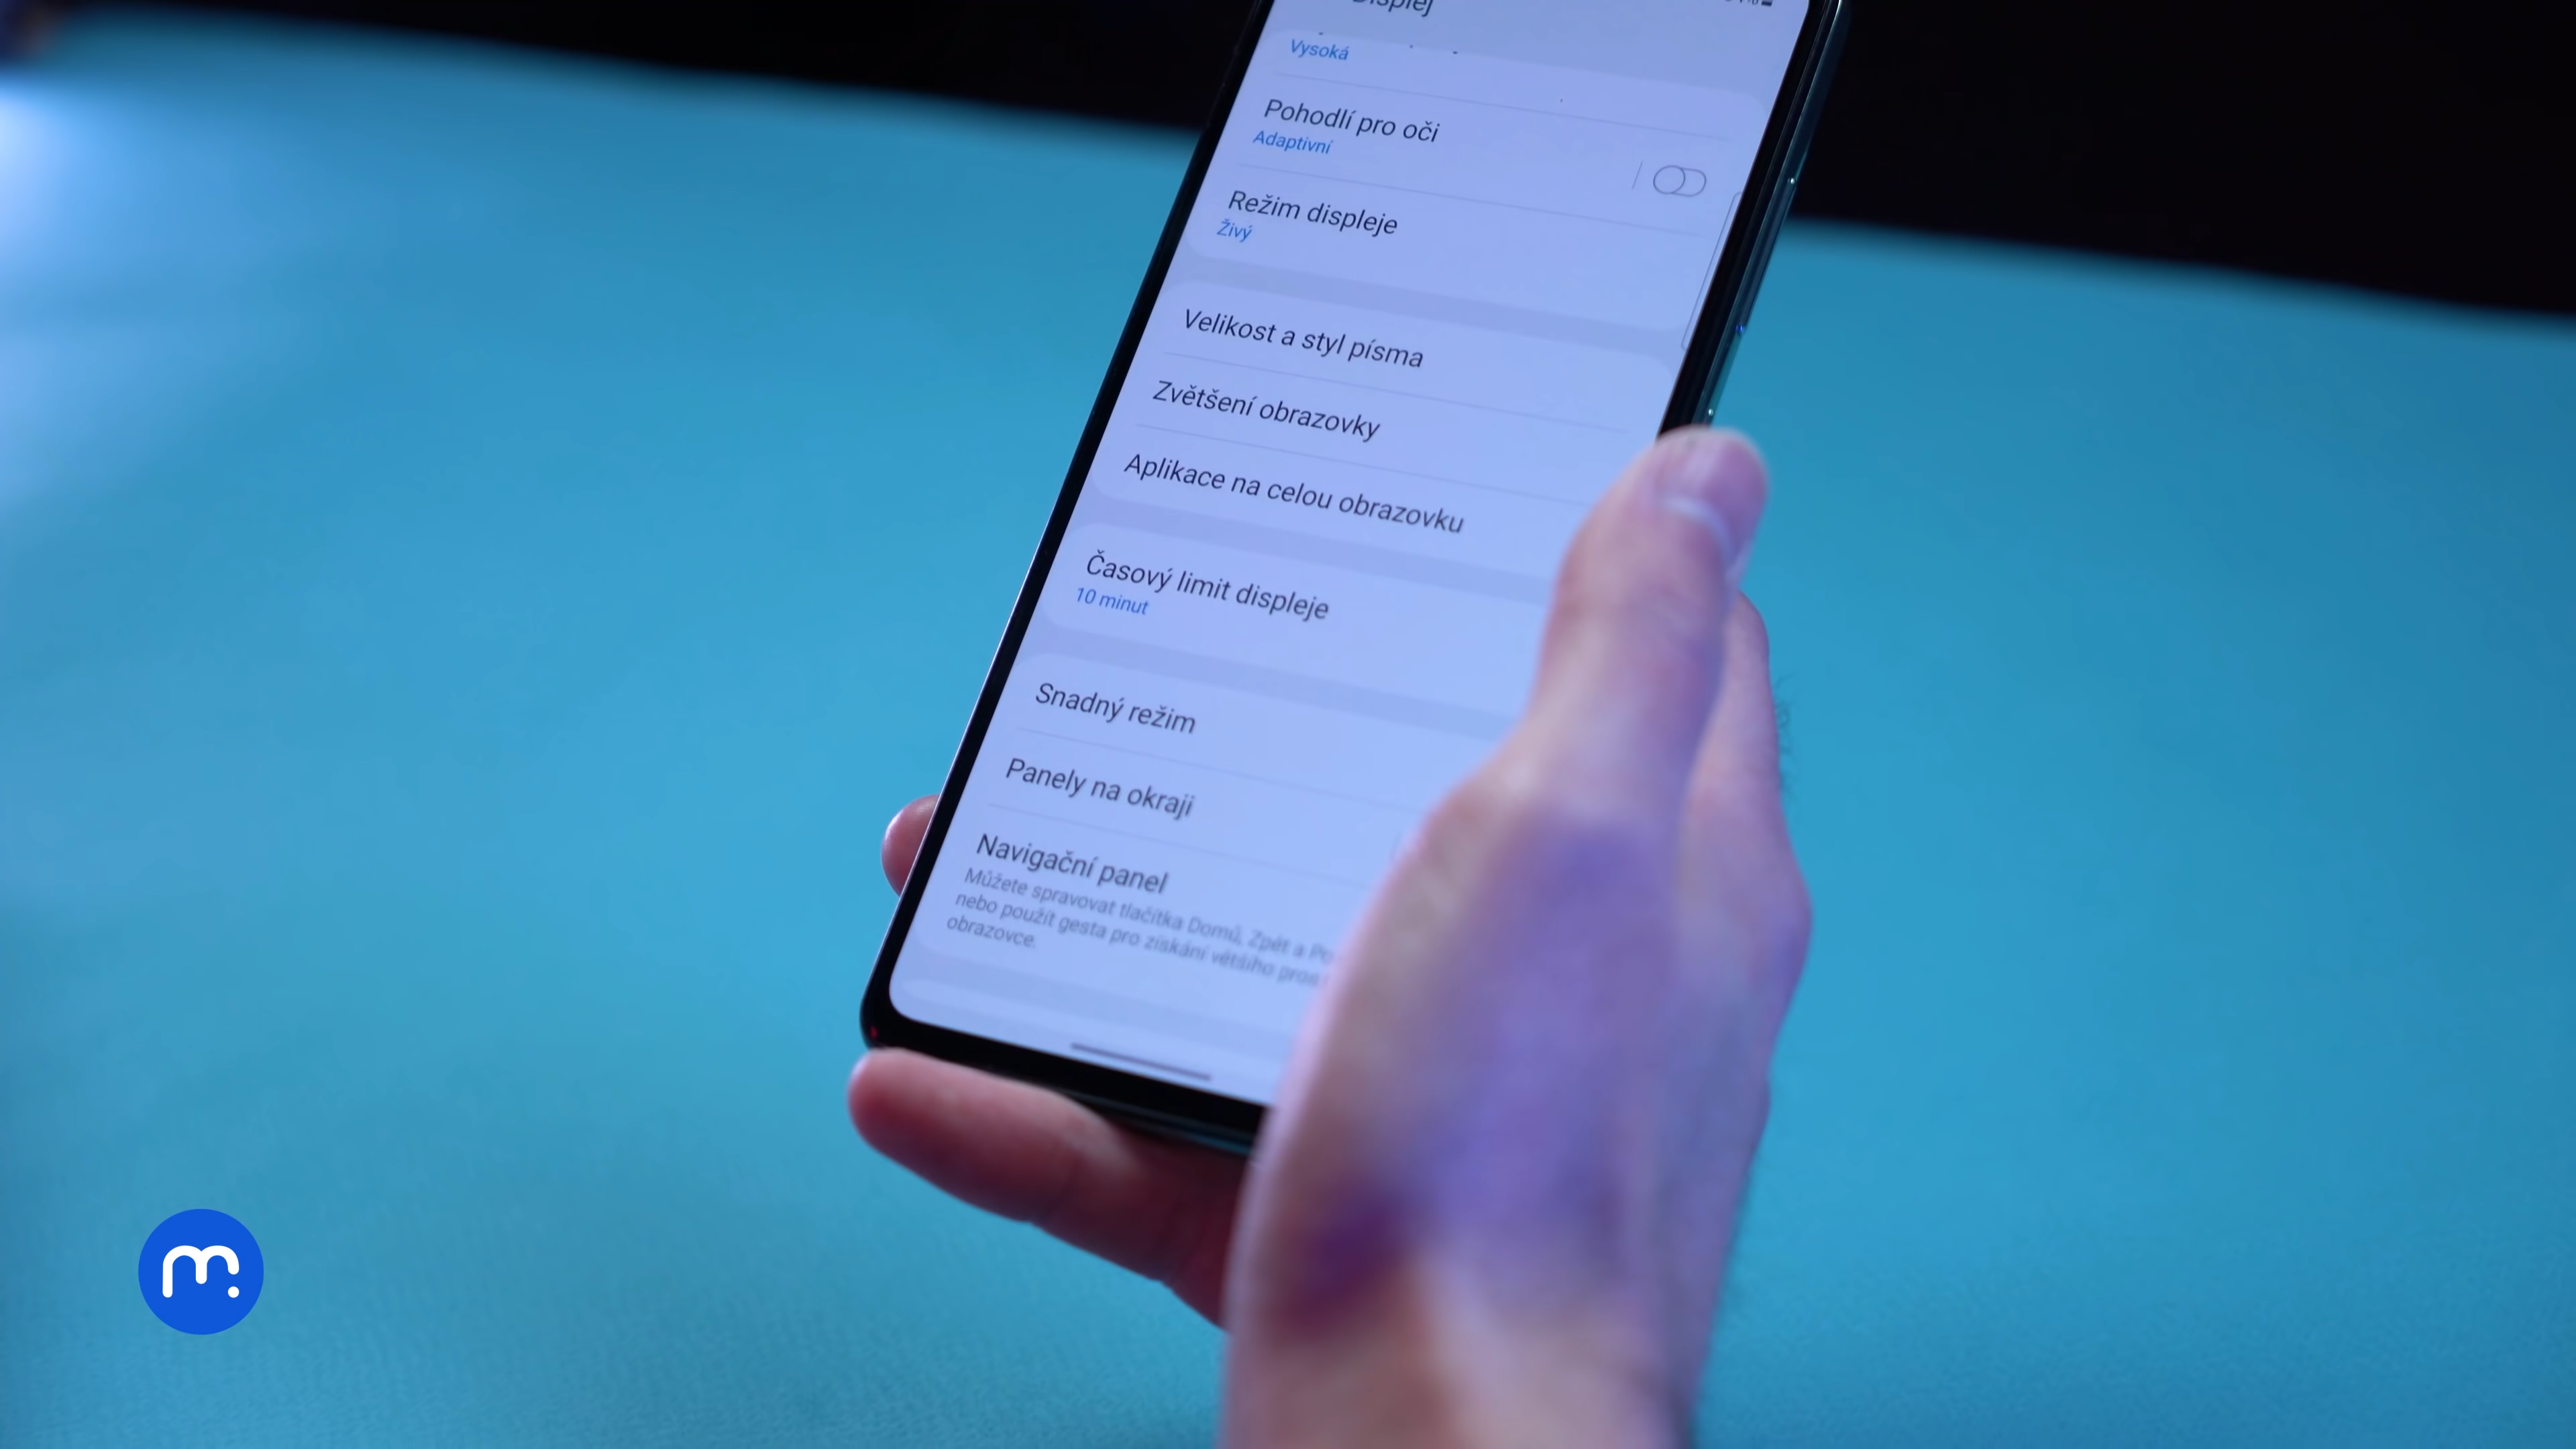 Displej
Vysoká
Pohodlí pro oči
Adaptivní
Režim displeje
Živý
Velikost a styl písma
Zvětšení obrazovky
Aplikace na celou obrazovku
Časový limit displeje
10 minut
Snadný režim
Panely na okraji
Navigační panel
Můžete spravovat tlačítka Domů, Zpět a
nebo použít gesta pro získání většího
obrazovce.
m.